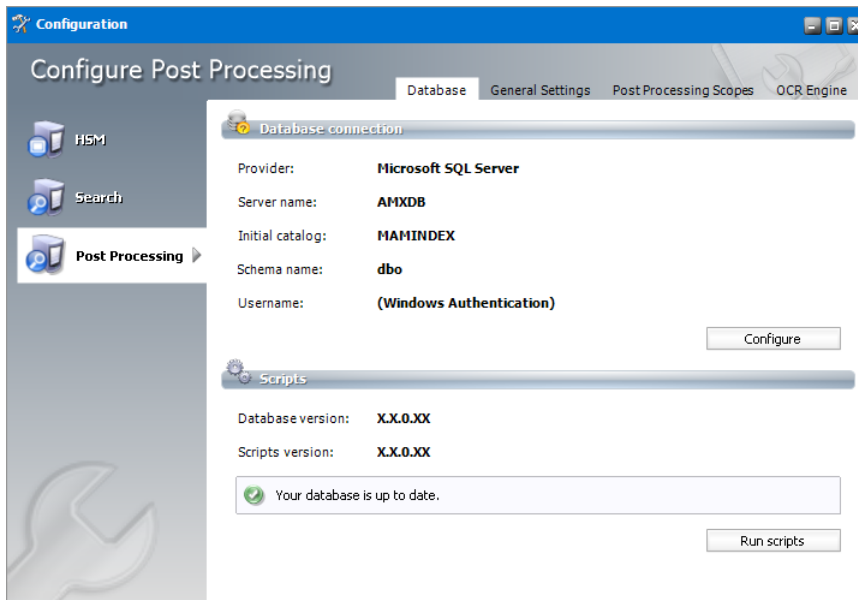 Configuration
Configure Post Processing
Database General Settings Post Processing Scopes OCR Engine
HSM
Search
Post Processing
Database connection
Provider: Microsoft SQL Server
Server name: AMXDB
Initial catalog: MAMINDEX
Schema name: dbo
Username: (Windows Authentication)
Configure
Scripts
Database version: X.X.0.XX
Scripts version: X.X.0.XX
Your database is up to date.
Run scripts